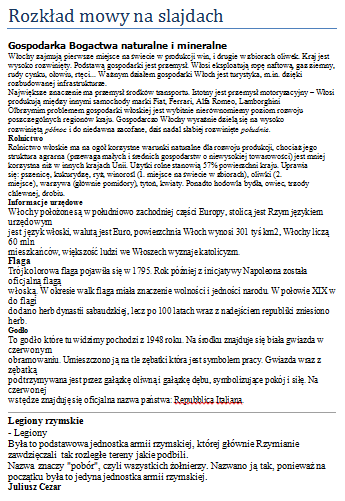 Rozkład mowy na slajdach
Gospodarka Bogactwa naturalne i mineralne
Włochy zajmują pierwsze miejsce na świecie w produkcji win, i drugie w zbiorach oliwek. Kraj jest
wysoko rozwinięty. Podstawą gospodarki jest przemysł. Włosi eksploatują ropę naftową, gaz ziemny,
rudy cynku, ołowiu, rtęci... Ważnym działem gospodarki Włoch jest turystyka, m.in. dzięki
rozbudowanej infrastrukturze.
Największe znaczenie ma przemysł środków transportu. Istotny jest przemysł motoryzacyjny – Włosi
produkują między innymi samochody marki Fiat, Ferrari, Alfa Romeo, Lamborghini
Olbrzymim problemem gospodarki włoskiej jest wybitnie nierównomierny poziom rozwoju
poszczególnych regionów kraju. Gospodarczo Włochy wyraźnie dzielą się na wysoko
rozwiniętą północ i do niedawna zacofane, dziś nadal słabiej rozwinięte południe.
Rolnictwo
Rolnictwo włoskie ma na ogół korzystne warunki naturalne dla rozwoju produkcji, chociaż jego
struktura agrarna (przewaga małych i średnich gospodarstw o niewysokiej towarowości) jest mniej
korzystna niż w innych krajach Unii. Użytki rolne stanowią 57% powierzchni kraju. Uprawia
się: pszenicę, kukurydzę, ryż, winorośl (1. miejsce na świecie w zbiorach), oliwki (2.
miejsce), warzywa (głównie pomidory), tytoń, kwiaty. Ponadto hodowla bydła, owiec, trzody
chlewnej, drobiu.
Informacje urzędowe
Włochy położone są w południowo zachodniej części Europy, stolicą jest Rzym językiem
urzędowym
jest język włoski, walutą jest Euro, powierzchnia Włoch wynosi 301 tyś km2, Włochy liczą
60 mln
mieszkańców, większość ludzi we Włoszech wyznaje katolicyzm.
Flaga
Trójkolorowa flaga pojawiła się w 1795. Rok później z inicjatywy Napoleona została
oficjalną flagą
włoską. W okresie walk flaga miała znaczenie wolności i jedności narodu. W połowie XIX w
do flagi
dodano herb dynastii sabaudzkiej, lecz po 100 latach wraz z nadejściem republiki zniesiono
herb.
Godło
To godło które tu widzimy pochodzi z 1948 roku. Na środku znajduje się biała gwiazda w
czerwonym
obramowaniu. Umieszczono ją na tle zębatki która jest symbolem pracy. Gwiazda wraz z
zębatką
podtrzymywana jest przez gałązkę oliwną i gałązkę dębu, symbolizujące pokój i siłę. Na
czerwonej
wstędze znajduję się oficjalna nazwa państwa: Repubblica Italiana.
Legiony rzymskie
- Legiony
Była to podstawowa jednostka armii rzymskiej, której głównie Rzymianie
zawdzięczali tak rozległe tereny jakie podbili.
Nazwa znaczy "pobór", czyli wszystkich żołnierzy. Nazwano ją tak, ponieważ na
początku była to jedyna jednostka armii rzymskiej.
Juliusz Cezar